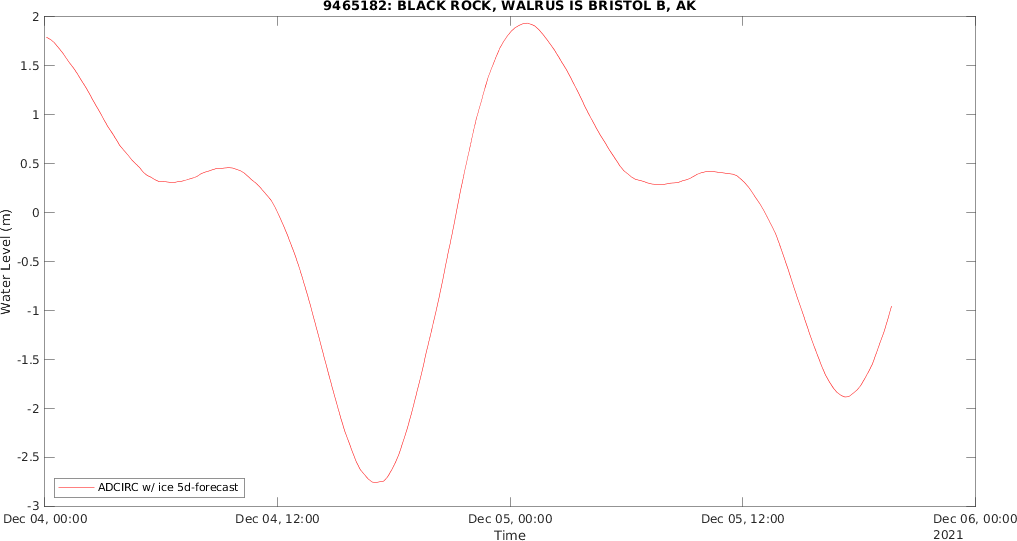 9465182: BLACK ROCK, WALRUS IS BRISTOL B, AK
2
1.5
1
0.5
0
-0.5
-1
-1.5
-2
-2.5
-3
Water Level (m)
ADCIRC w/ ice 5d-forecast
Dec 04, 00:00 Dec 04, 12:00 Dec 05, 00:00 Dec 05, 12:00 Dec 06, 00:00
Time 2021